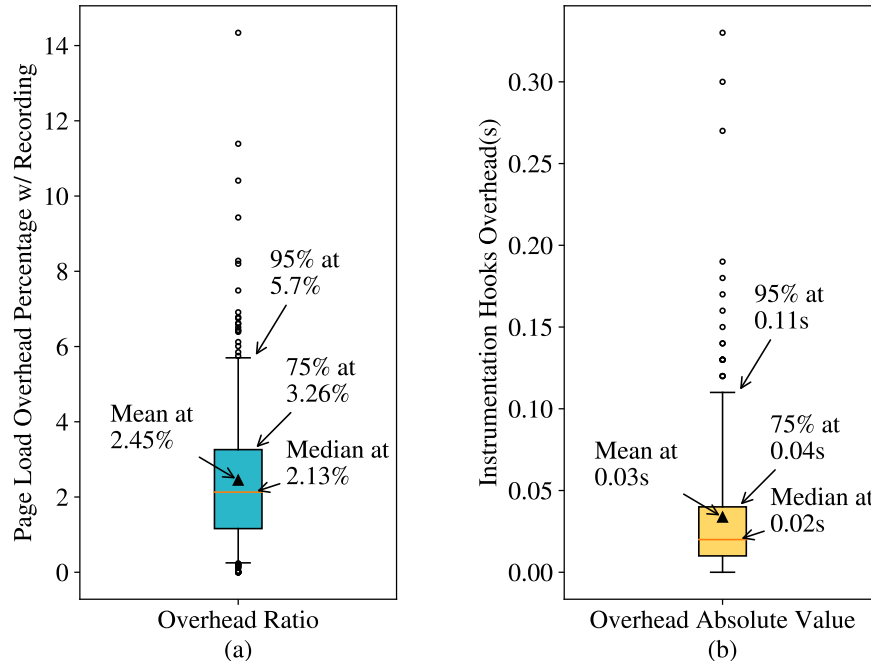 Page Load Overhead Percentage w/ Recording
14
12
10
8
6
4
2
0
95% at
5.7%
75% at
3.26%
Mean at
2.45%
Median at
2.13%
Overhead Ratio
(a)
Instrumentation Hooks Overhead(s)
0.30
0.25
0.20
0.15
0.10
0.05
0.00
95% at
0.11s
75% at
0.04s
Mean at
0.03s
Median at
0.02s
Overhead Absolute Value
(b)